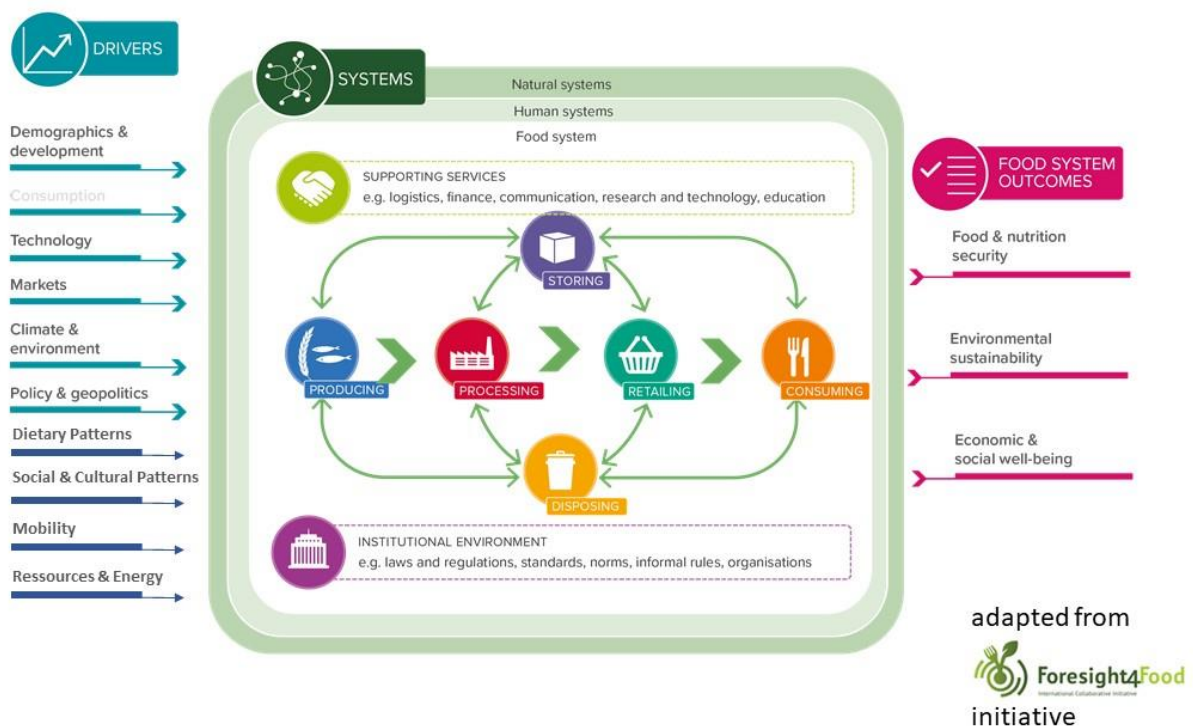 DRIVERS
Demographics &
development
Consumption
Technology
Markets
Climate &
environment
Policy & geopolitics
Dietary Patterns
Social & Cultural Patterns
Mobility
Ressources & Energy
SYSTEMS
Natural systems
Human systems
Food system
SUPPORTING SERVICES
e.g. logistics, finance, communication, research and technology, education
STORING
PRODUCING
PROCESSING
RETAILING
CONSUMING
DISPOSING
INSTITUTIONAL ENVIRONMENT
e.g. laws and regulations, standards, norms, informal rules, organisations
FOOD SYSTEM
OUTCOMES
Food & nutrition
security
Environmental
sustainability
Economic &
social well-being
adapted from
Foresight4Food
International Collaborative Initiative
initiative